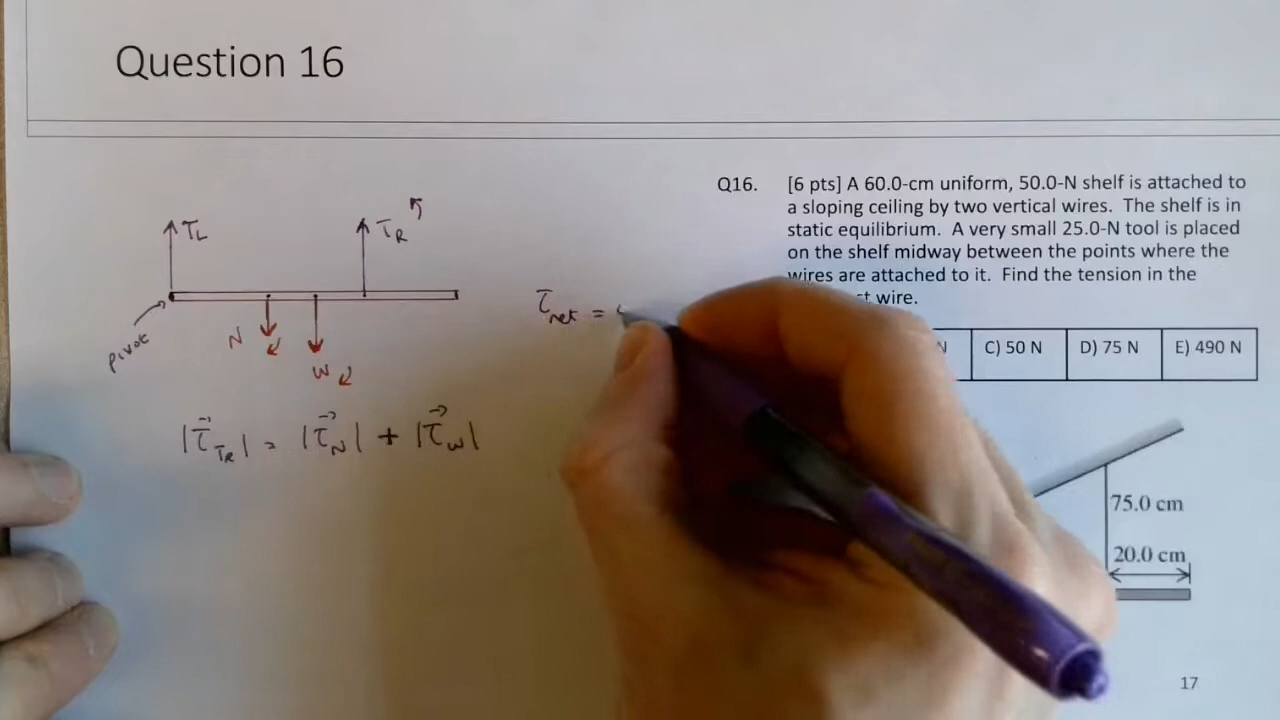 Question 16
T_L
T_R
pivot
N
W
|τ⃗_{T_R}| = |τ⃗_N| + |τ⃗_W|
τ_net =
Q16. [6 pts] A 60.0-cm uniform, 50.0-N shelf is attached to
a sloping ceiling by two vertical wires. The shelf is in
static equilibrium. A very small 25.0-N tool is placed
on the shelf midway between the points where the
wires are attached to it. Find the tension in the
wire.
N C) 50 N D) 75 N E) 490 N
75.0 cm
20.0 cm
17